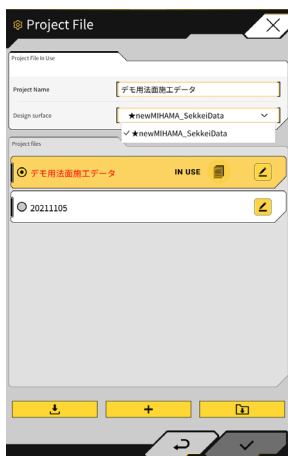 Project File
Project File In Use
Project Name
デモ用法面施工データ
Design surface
★newMIHAMA_SekkeiData
★newMIHAMA_SekkeiData
Project files
デモ用法面施工データ IN USE
20211105